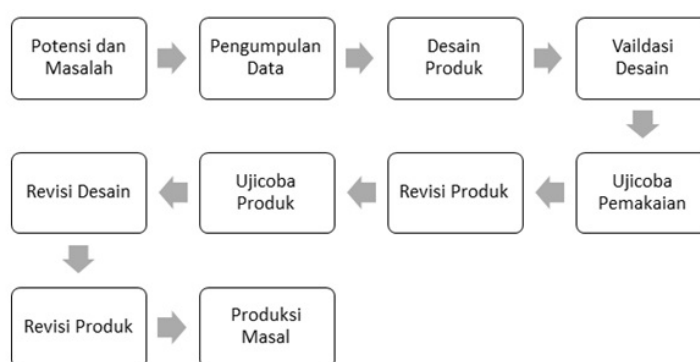 Potensi dan
Masalah
Pengumpulan
Data
Desain
Produk
Vaildasi
Desain
Ujicoba
Pemakaian
Revisi Produk
Ujicoba
Produk
Revisi Desain
Revisi Produk
Produksi
Masal